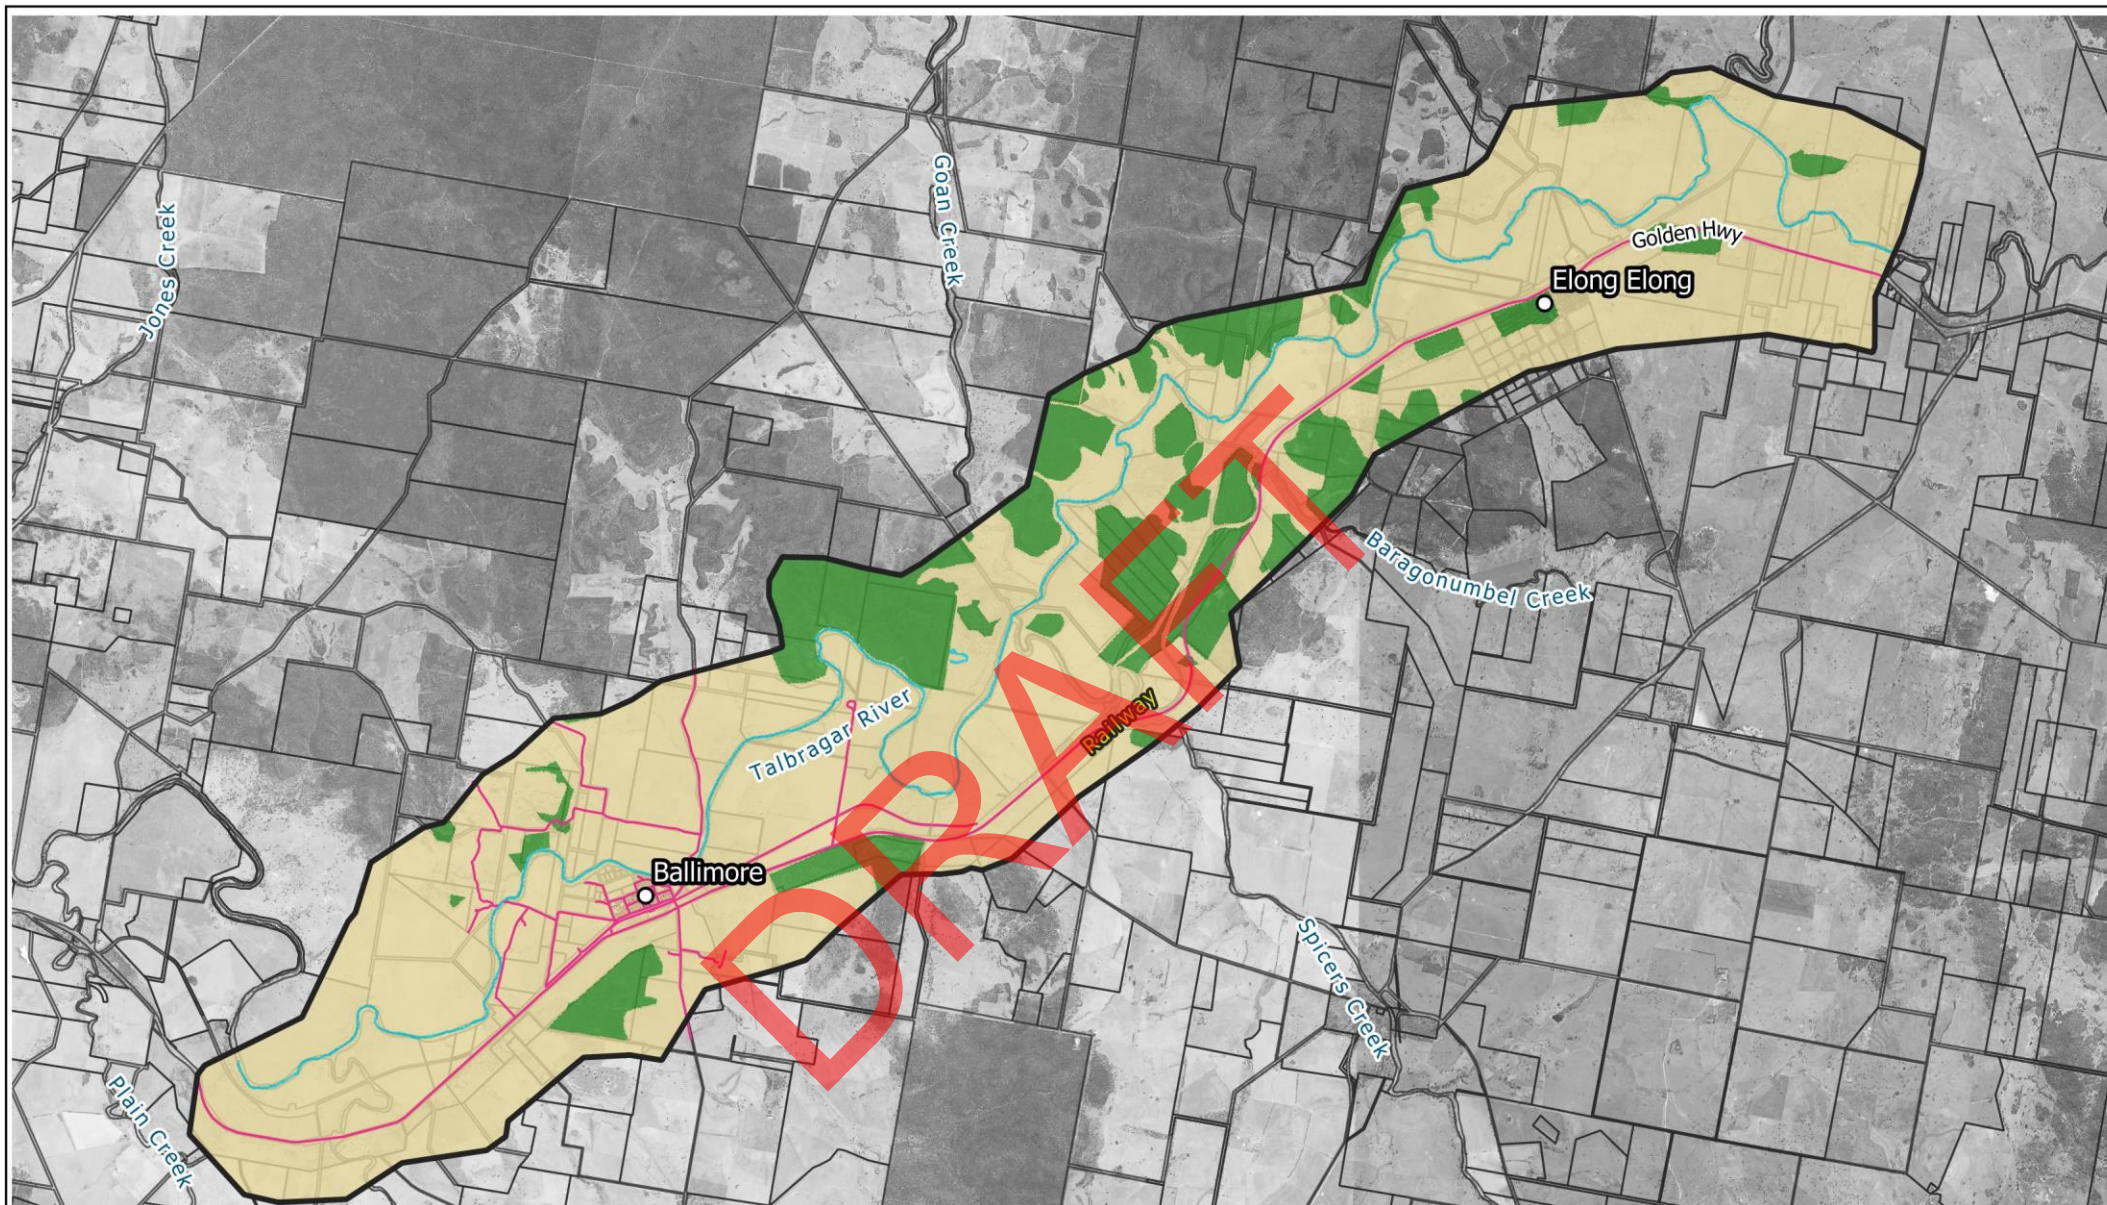 Goan Creek
Jones Creek
Golden Hwy
Elong Elong
Baragonumbel Creek
Talbragar River
Railway
Ballimore
Spicers Creek
Plain Creek
DRAFT